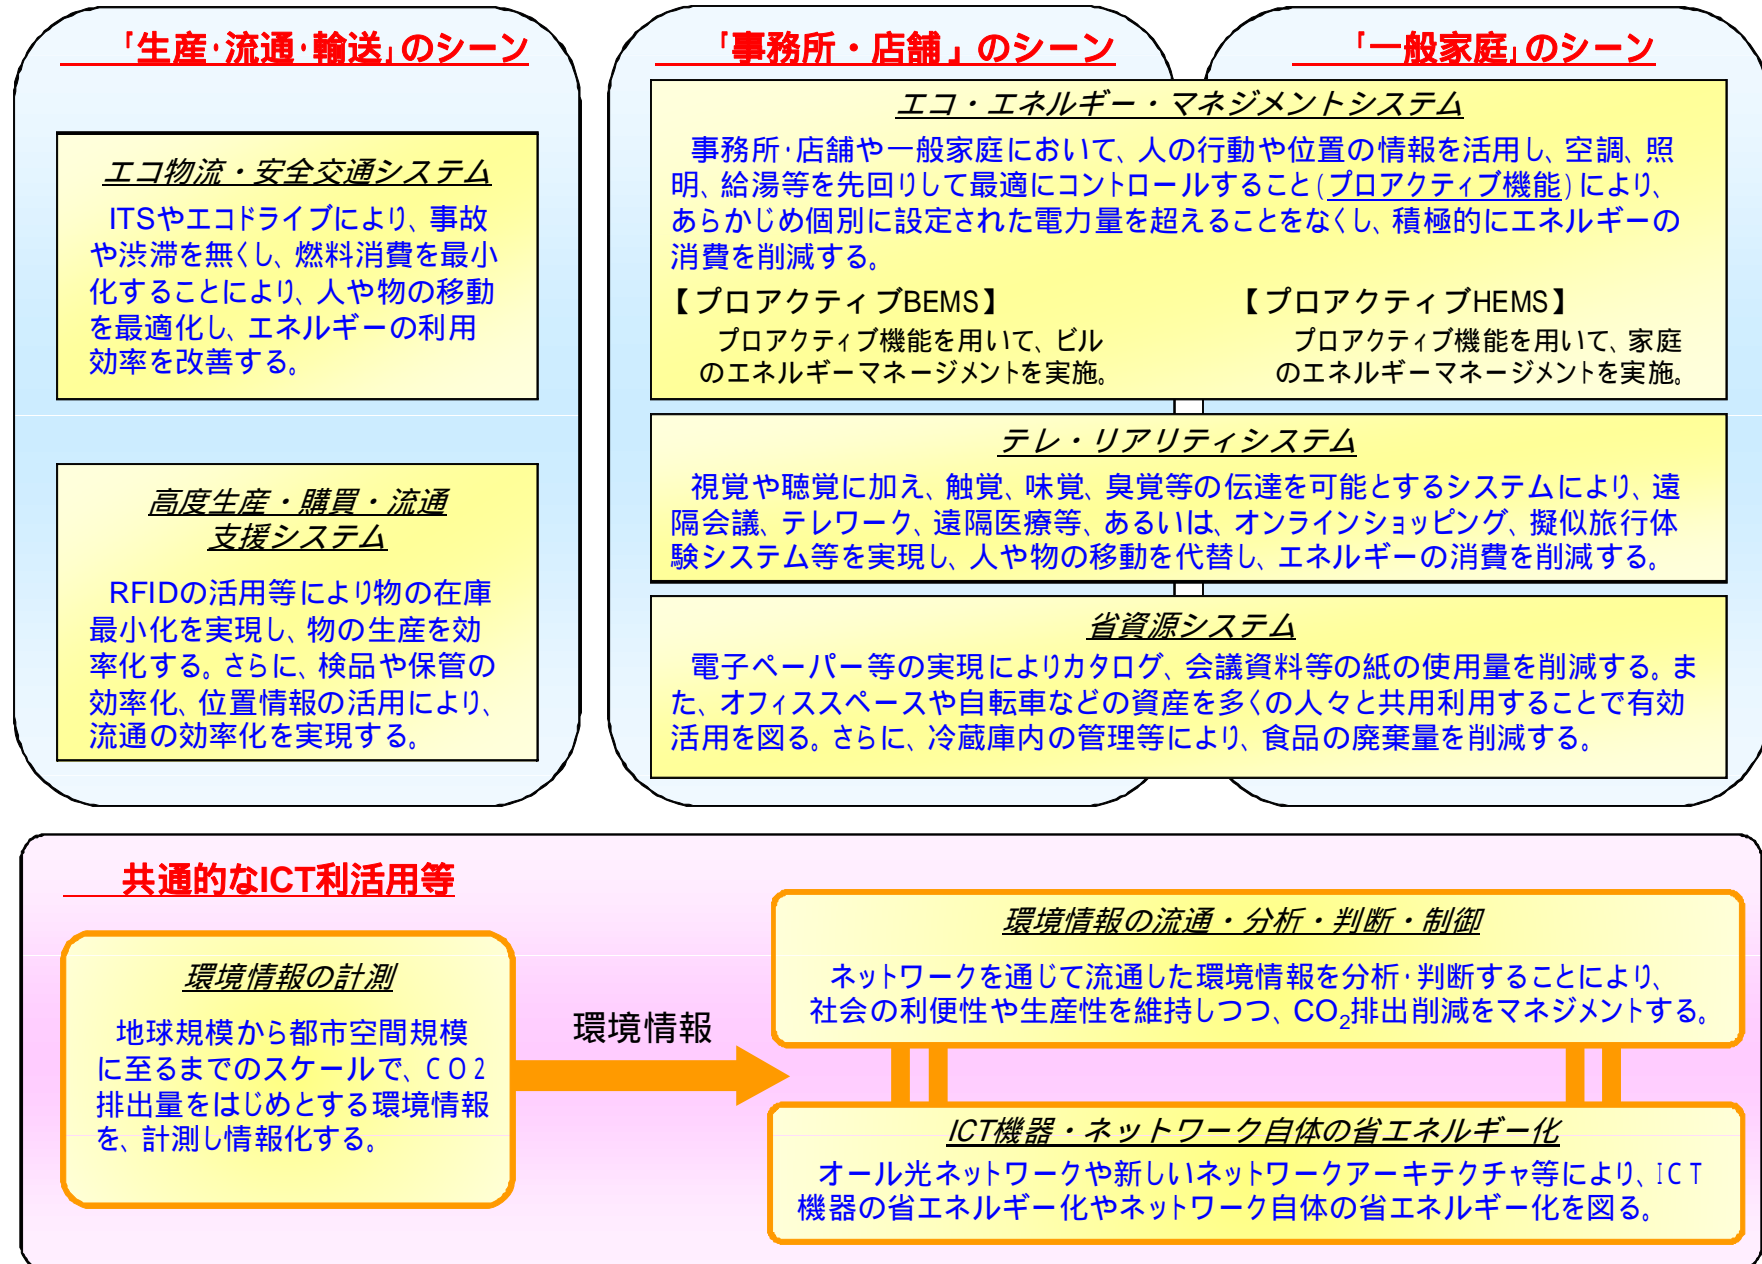 「生産･流通･輸送」のシーン
エコ物流・安全交通システム
ITSやエコドライブにより、事故
や渋滞を無くし、燃料消費を最小
化することにより、人や物の移動
を最適化し、エネルギーの利用
効率を改善する。
高度生産・購買・流通
支援システム
RFIDの活用等により物の在庫
最小化を実現し、物の生産を効
率化する。さらに、検品や保管の
効率化、位置情報の活用により、
流通の効率化を実現する。
「事務所・店舗」のシーン
「一般家庭」のシーン
エコ・エネルギー・マネジメントシステム
事務所･店舗や一般家庭において、人の行動や位置の情報を活用し、空調、照
明、給湯等を先回りして最適にコントロールすること(プロアクティブ機能)により、
あらかじめ個別に設定された電力量を超えることをなくし、積極的にエネルギーの
消費を削減する。
【プロアクティブBEMS】
プロアクティブ機能を用いて、ビル
のエネルギーマネージメントを実施。
【プロアクティブHEMS】
プロアクティブ機能を用いて、家庭
のエネルギーマネージメントを実施。
テレ・リアリティシステム
視覚や聴覚に加え、触覚、味覚、臭覚等の伝達を可能とするシステムにより、遠
隔会議、テレワーク、遠隔医療等、あるいは、オンラインショッピング、擬似旅行体
験システム等を実現し、人や物の移動を代替し、エネルギーの消費を削減する。
省資源システム
電子ペーパー等の実現によりカタログ、会議資料等の紙の使用量を削減する。ま
た、オフィススペースや自転車などの資産を多くの人々と共用利用することで有効
活用を図る。さらに、冷蔵庫内の管理等により、食品の廃棄量を削減する。
共通的なICT利活用等
環境情報の計測
地球規模から都市空間規模
に至るまでのスケールで、CO2
排出量をはじめとする環境情報
を、計測し情報化する。
環境情報
環境情報の流通・分析・判断・制御
ネットワークを通じて流通した環境情報を分析･判断することにより、
社会の利便性や生産性を維持しつつ、CO₂排出削減をマネジメントする。
ICT機器・ネットワーク自体の省エネルギー化
オール光ネットワークや新しいネットワークアーキテクチャ等により、ICT
機器の省エネルギー化やネットワーク自体の省エネルギー化を図る。